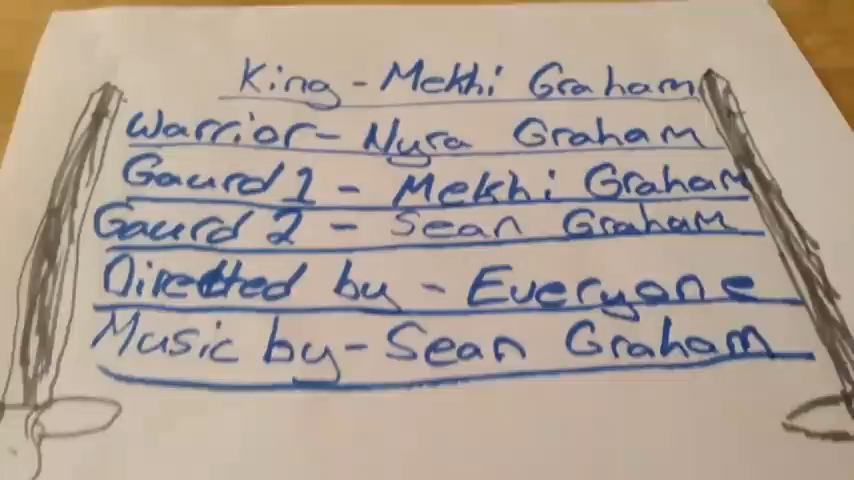 King - Mekhi Graham
Warrior - Nyra Graham
Gaurd 1 - Mekhi Graham
Gaurd 2 - Sean Graham
Directed by - Everyone
Music by - Sean Graham